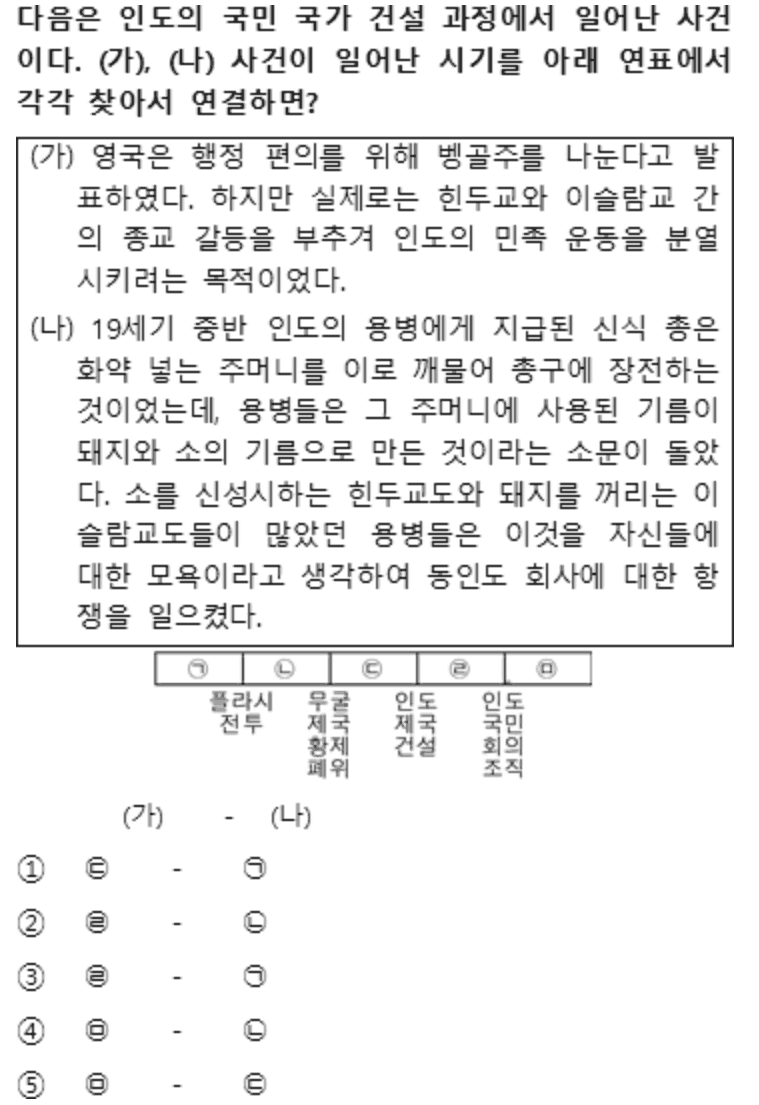 다음은 인도의 국민 국가 건설 과정에서 일어난 사건
이다. (가), (나) 사건이 일어난 시기를 아래 연표에서
각각 찾아서 연결하면?
(가) 영국은 행정 편의를 위해 벵골주를 나눈다고 발
표하였다. 하지만 실제로는 힌두교와 이슬람교 간
의 종교 갈등을 부추겨 인도의 민족 운동을 분열
시키려는 목적이었다.
(나) 19세기 중반 인도의 용병에게 지급된 신식 총은
화약 넣는 주머니를 이로 깨물어 총구에 장전하는
것이었는데, 용병들은 그 주머니에 사용된 기름이
돼지와 소의 기름으로 만든 것이라는 소문이 돌았
다. 소를 신성시하는 힌두교도와 돼지를 꺼리는 이
슬람교도들이 많았던 용병들은 이것을 자신들에
대한 모욕이라고 생각하여 동인도 회사에 대한 항
쟁을 일으켰다.
㉠ ㉡ ㉢ ㉣ ㉤
플라시 무굴 인도 인도
전투 제국 제국 국민
황제 건설 회의
폐위 조직
(가) - (나)
① ㉢ - ㉠
② ㉣ - ㉡
③ ㉣ - ㉠
④ ㉤ - ㉡
⑤ ㉤ - ㉢